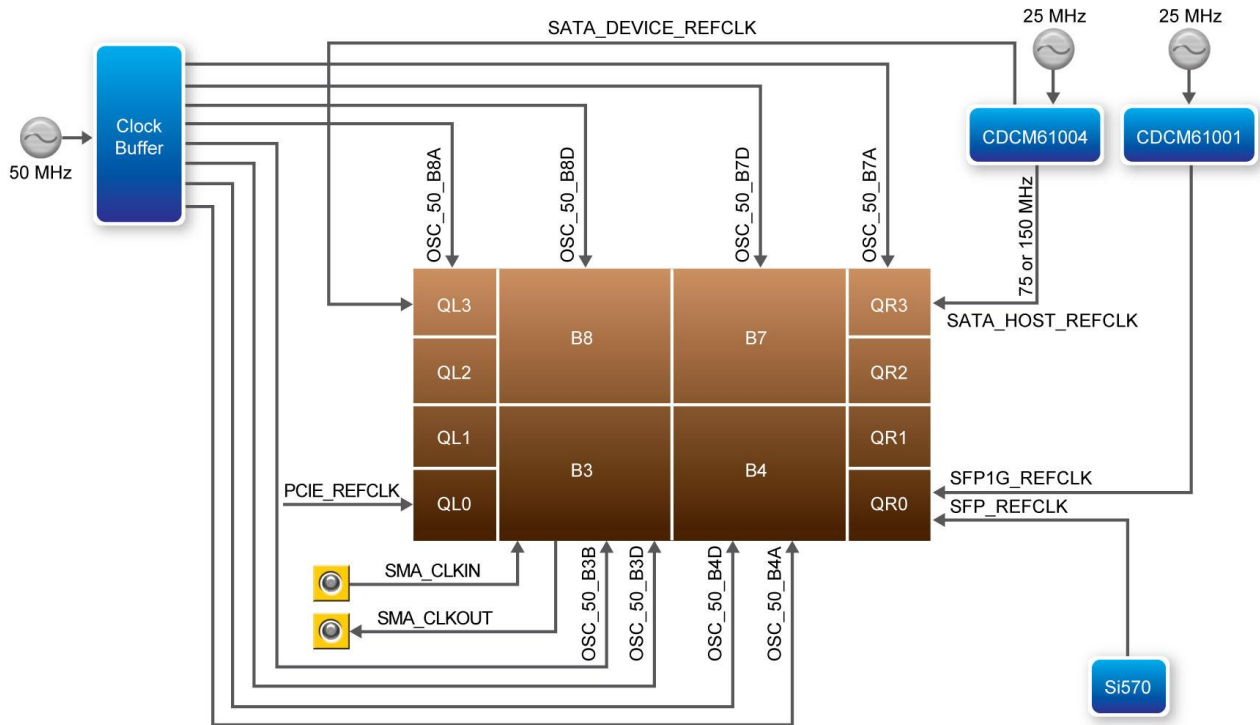 25 MHz
25 MHz
SATA_DEVICE_REFCLK
Clock
Buffer
50 MHz
CDCM61004
CDCM61001
OSC_50_B8A
OSC_50_B8D
OSC_50_B7D
OSC_50_B7A
75 or 150 MHz
QL3
B8
B7
QR3
SATA_HOST_REFCLK
QL2
QR2
QL1
B3
B4
QR1
PCIE_REFCLK
QL0
QR0
SFP1G_REFCLK
SFP_REFCLK
SMA_CLKIN
SMA_CLKOUT
OSC_50_B3B
OSC_50_B3D
OSC_50_B4D
OSC_50_B4A
Si570